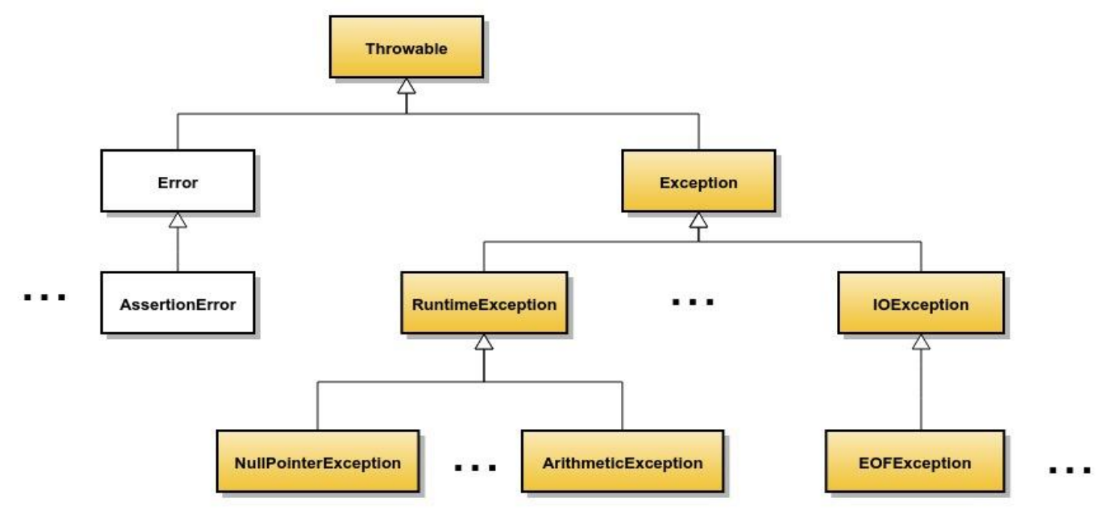 Throwable
Error
Exception
...
AssertionError
RuntimeException
...
IOException
NullPointerException
...
ArithmeticException
EOFException
...